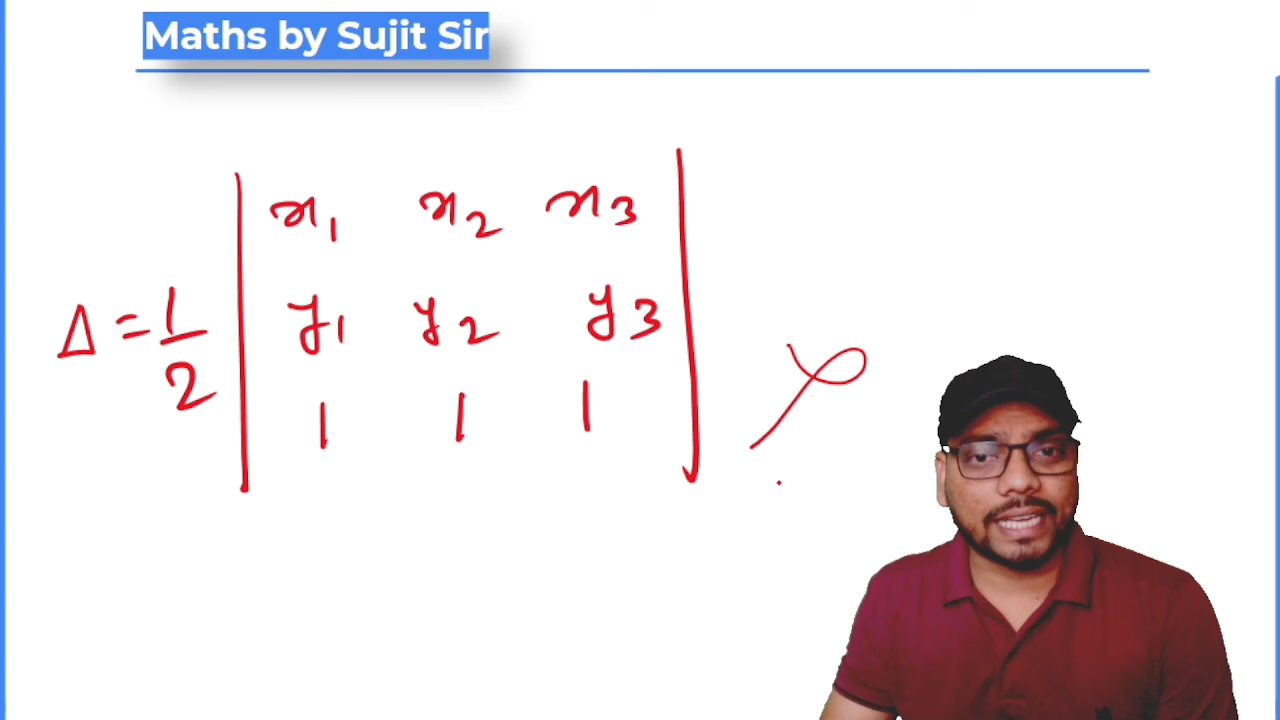 Maths by Sujit Sir
x₁ x₂ x₃
Δ = 1/2 y₁ y₂ y₃
1 1 1